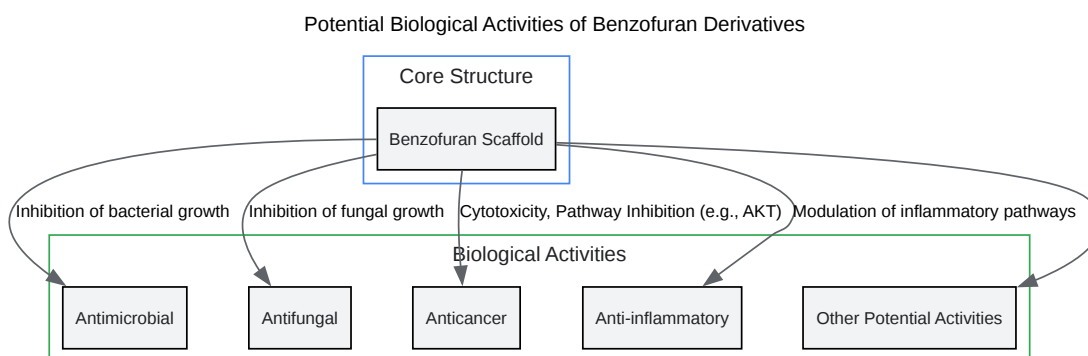 Potential Biological Activities of Benzofuran Derivatives
Core Structure
Benzofuran Scaffold
Inhibition of bacterial growth
Inhibition of fungal growth
Cytotoxicity, Pathway Inhibition (e.g., AKT)
Modulation of inflammatory pathways
Biological Activities
Antimicrobial
Antifungal
Anticancer
Anti-inflammatory
Other Potential Activities